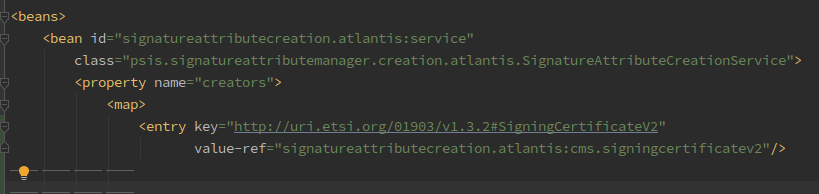 <beans>
<bean id="signatureattributecreation.atlantis:service"
class="psis.signatureattributemanager.creation.atlantis.SignatureAttributeCreationService">
<property name="creators">
<map>
<entry key="http://uri.etsi.org/01903/v1.3.2#SigningCertificateV2"
value-ref="signatureattributecreation.atlantis:cms.signingcertificatev2"/>